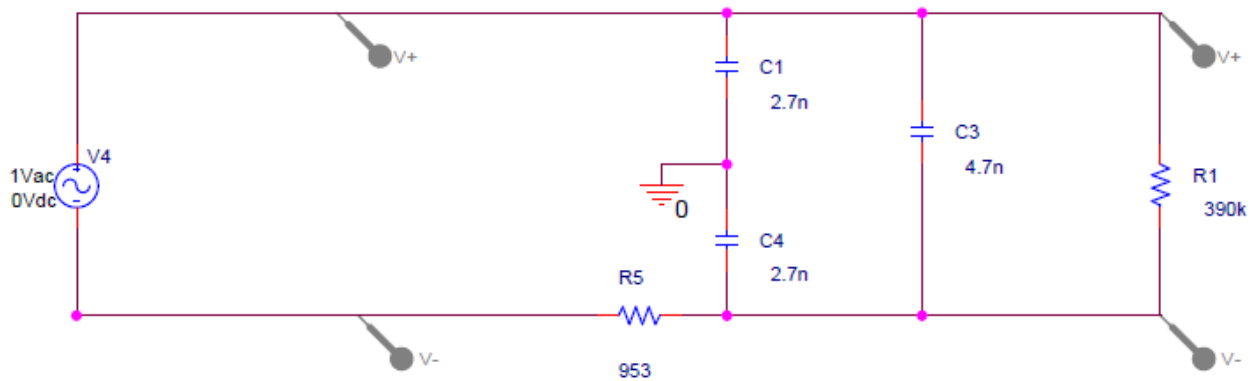 V+
V+
C1
2.7n
C3
4.7n
V4
1Vac
0Vdc
+
-
R1
390k
0
C4
2.7n
R5
953
V-
V-